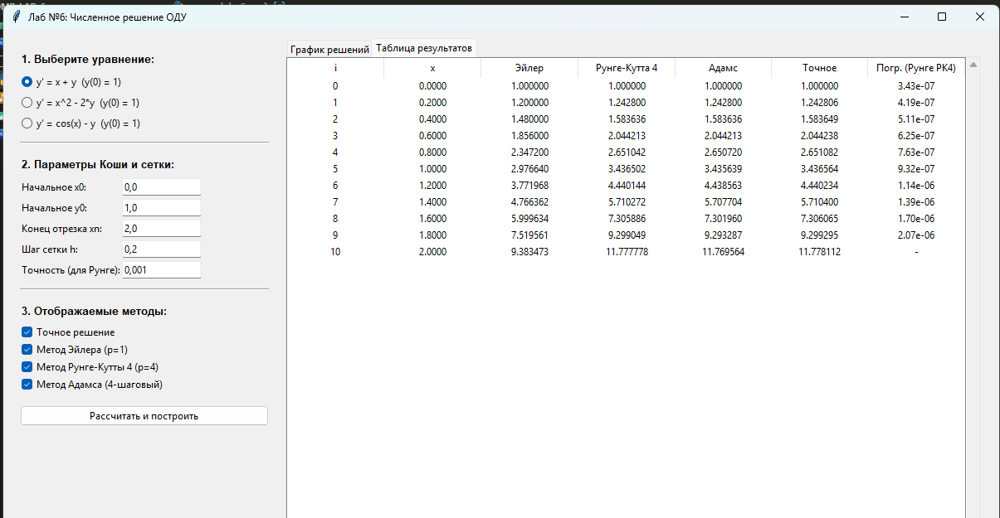 Лаб №6: Численное решение ОДУ
1. Выберите уравнение:
y' = x + y (y(0) = 1)
y' = x^2 - 2*y (y(0) = 1)
y' = cos(x) - y (y(0) = 1)
2. Параметры Коши и сетки:
Начальное x0: 0,0
Начальное y0: 1,0
Конец отрезка xn: 2,0
Шаг сетки h: 0,2
Точность (для Рунге): 0,001
3. Отображаемые методы:
Точное решение
Метод Эйлера (p=1)
Метод Рунге-Кутты 4 (p=4)
Метод Адамса (4-шаговый)
Рассчитать и построить
График решений Таблица результатов
i x Эйлер Рунге-Кутта 4 Адамс Точное Погр. (Рунге РК4)
0 0.0000 1.000000 1.000000 1.000000 1.000000 3.43e-07
1 0.2000 1.200000 1.242800 1.242800 1.242806 4.19e-07
2 0.4000 1.480000 1.583636 1.583636 1.583649 5.11e-07
3 0.6000 1.856000 2.044213 2.044213 2.044238 6.25e-07
4 0.8000 2.347200 2.651042 2.650720 2.651082 7.63e-07
5 1.0000 2.976640 3.436502 3.435639 3.436564 9.32e-07
6 1.2000 3.771968 4.440144 4.438563 4.440234 1.14e-06
7 1.4000 4.766362 5.710272 5.707704 5.710400 1.39e-06
8 1.6000 5.999634 7.305886 7.301960 7.306065 1.70e-06
9 1.8000 7.519561 9.299049 9.293287 9.299295 2.07e-06
10 2.0000 9.383473 11.777778 11.769564 11.778112 -